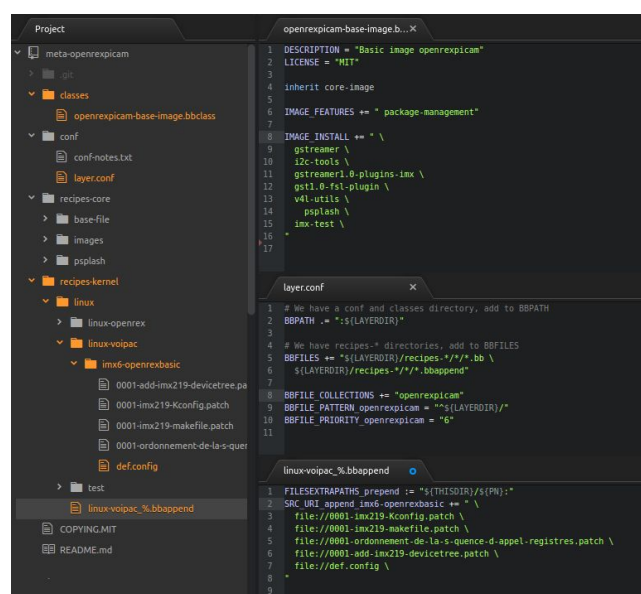 Project
meta-openrexpicam
.git
classes
openrexpicam-base-image.bbclass
conf
conf-notes.txt
layer.conf
recipes-core
base-file
images
psplash
recipes-kernel
linux
linux-openrex
linux-voipac
imx6-openrexbasic
0001-add-imx219-devicetree.pa
0001-imx219-Kconfig.patch
0001-imx219-makefile.patch
0001-ordonnement-de-la-s-quer
def.config
test
linux-voipac_%.bbappend
COPYING.MIT
README.md
openrexpicam-base-image.b...
1 DESCRIPTION = "Basic image openrexpicam"
2 LICENSE = "MIT"
3
4 inherit core-image
5
6 IMAGE_FEATURES += " package-management"
7
8 IMAGE_INSTALL += " \
9 gstreamer \
10 i2c-tools \
11 gstreamer1.0-plugins-imx \
12 gst1.0-fsl-plugin \
13 v4l-utils \
14 psplash \
15 imx-test \
16 "
17
layer.conf
1 # We have a conf and classes directory, add to BBPATH
2 BBPATH .= ":${LAYERDIR}"
3
4 # We have recipes-* directories, add to BBFILES
5 BBFILES += "${LAYERDIR}/recipes-*/*/*.bb \
6 ${LAYERDIR}/recipes-*/*/*.bbappend"
7
8 BBFILE_COLLECTIONS += "openrexpicam"
9 BBFILE_PATTERN_openrexpicam = "^${LAYERDIR}/"
10 BBFILE_PRIORITY_openrexpicam = "6"
11
linux-voipac_%.bbappend
1 FILESEXTRAPATHS_prepend := "${THISDIR}/${PN}:"
2 SRC_URI_append_imx6-openrexbasic += " \
3 file://0001-imx219-Kconfig.patch \
4 file://0001-imx219-makefile.patch \
5 file://0001-ordonnement-de-la-s-quence-d-appel-registres.patch \
6 file://0001-add-imx219-devicetree.patch \
7 file://def.config \
8 "
9